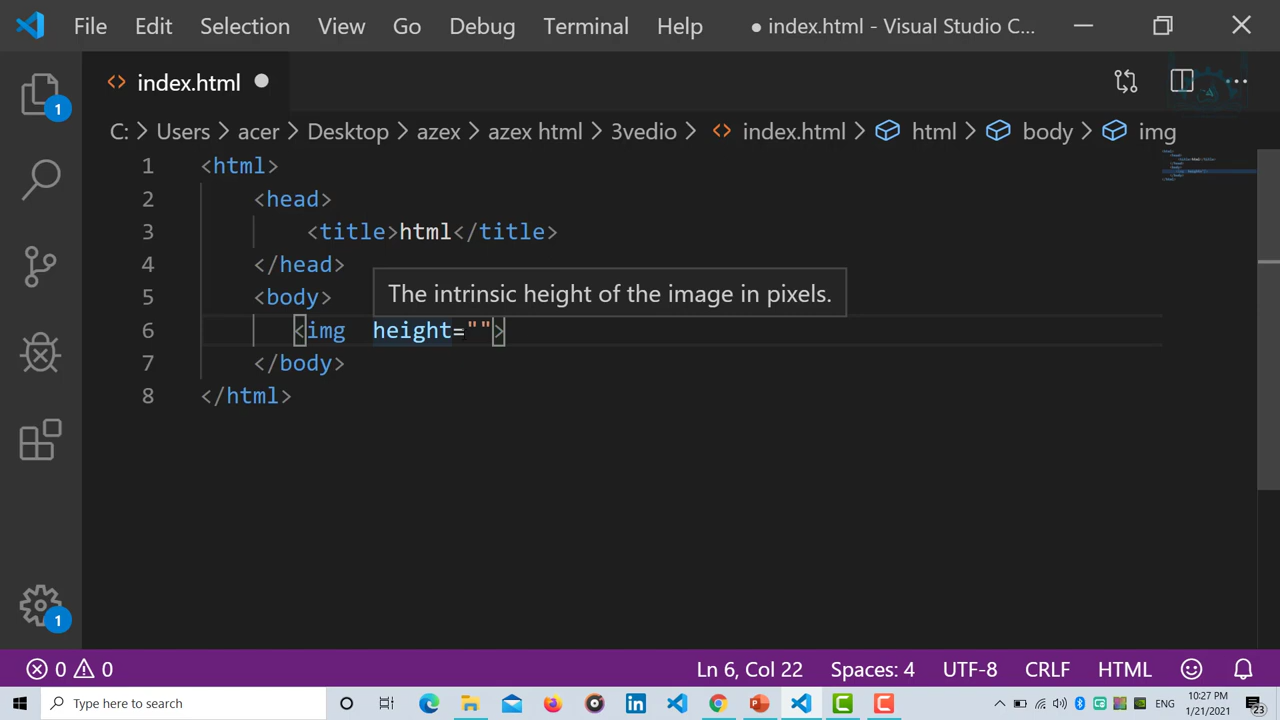 File Edit Selection View Go Debug Terminal Help ● index.html - Visual Studio C...
<> index.html ●
C: > Users > acer > Desktop > azex > azex html > 3vedio > <> index.html > html > body > img
1 <html>
2 <head>
3 <title>html</title>
4 </head>
The intrinsic height of the image in pixels.
5 <body>
6 <img  height="">
7 </body>
8 </html>
1
1
0 0 Ln 6, Col 22 Spaces: 4 UTF-8 CRLF HTML
Type here to search
ENG
10:27 PM
1/21/2021
23